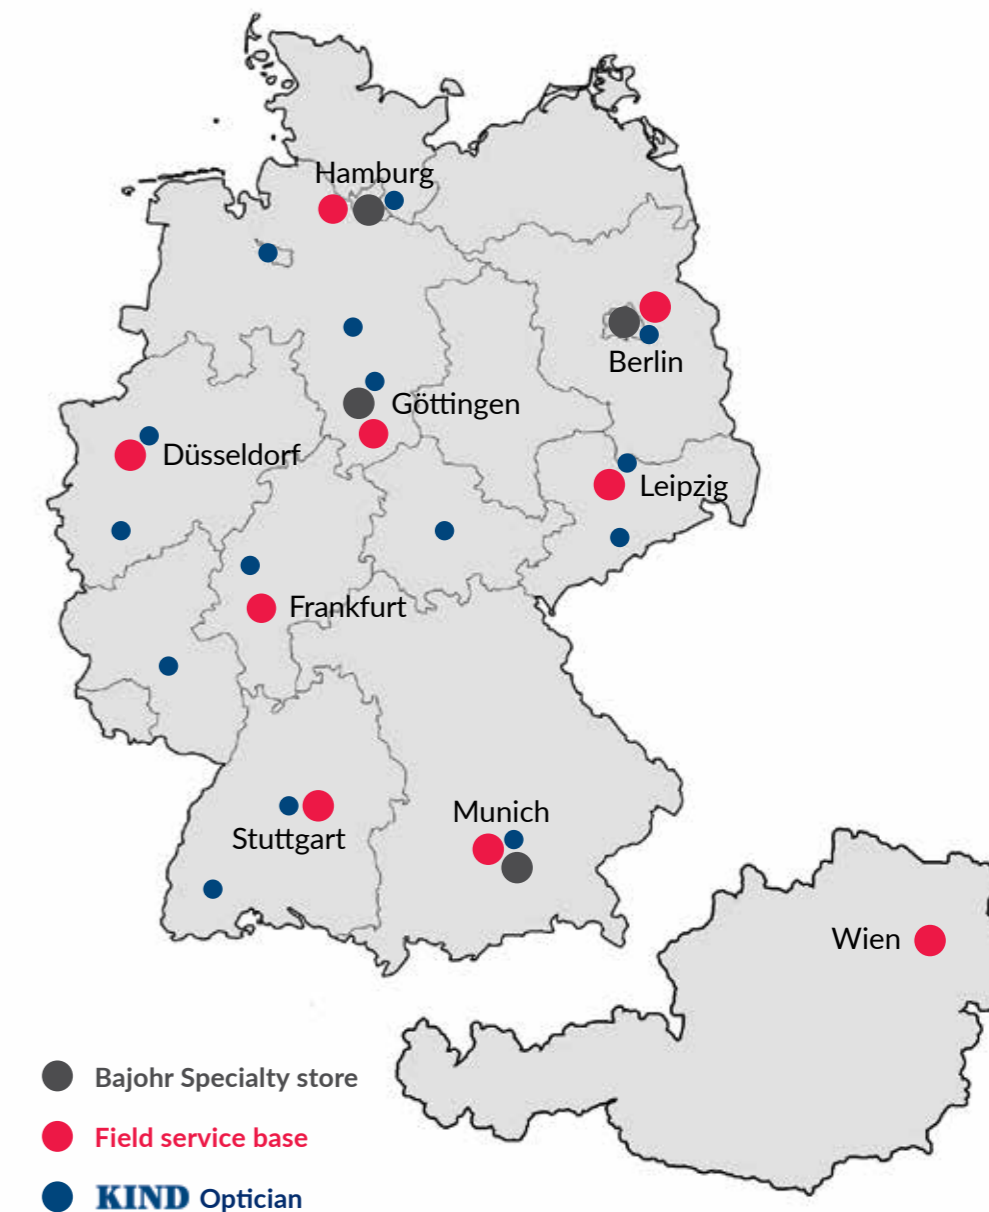 Hamburg
Berlin
Göttingen
Düsseldorf
Leipzig
Frankfurt
Munich
Stuttgart
Wien
Bajohr Specialty store
Field service base
KIND Optician